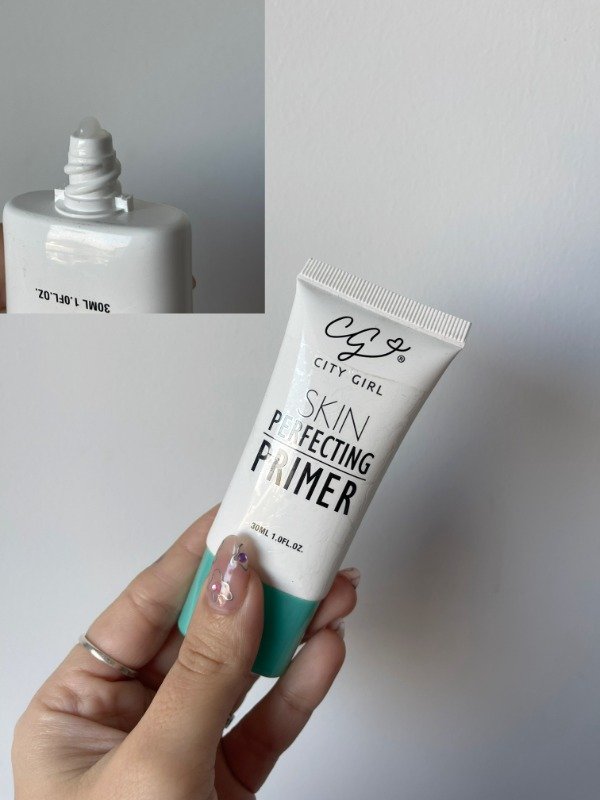 30ML 1.0FL.OZ.
CG®
CITY GIRL
SKIN
PERFECTING
PRIMER
30ML 1.0FL.OZ.